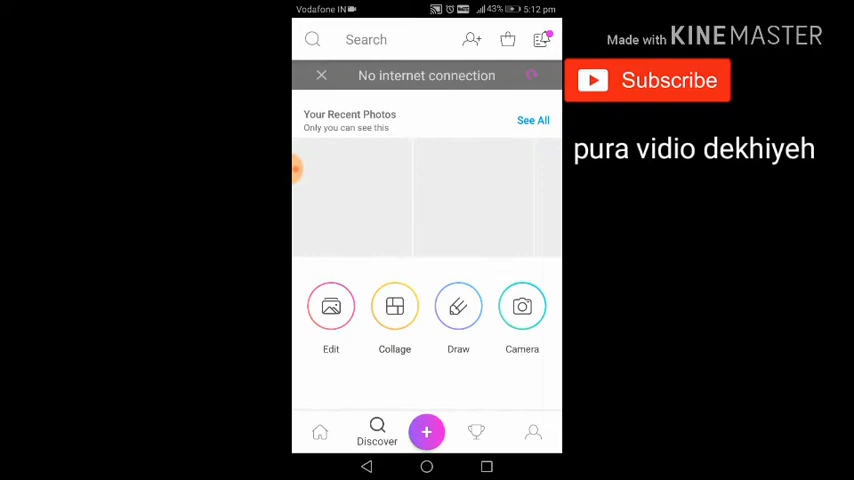 Vodafone IN
43% 5:12 pm
Search
Made with KINEMASTER
No internet connection
Subscribe
Your Recent Photos
Only you can see this
See All
pura vidio dekhiyeh
Edit
Collage
Draw
Camera
Discover